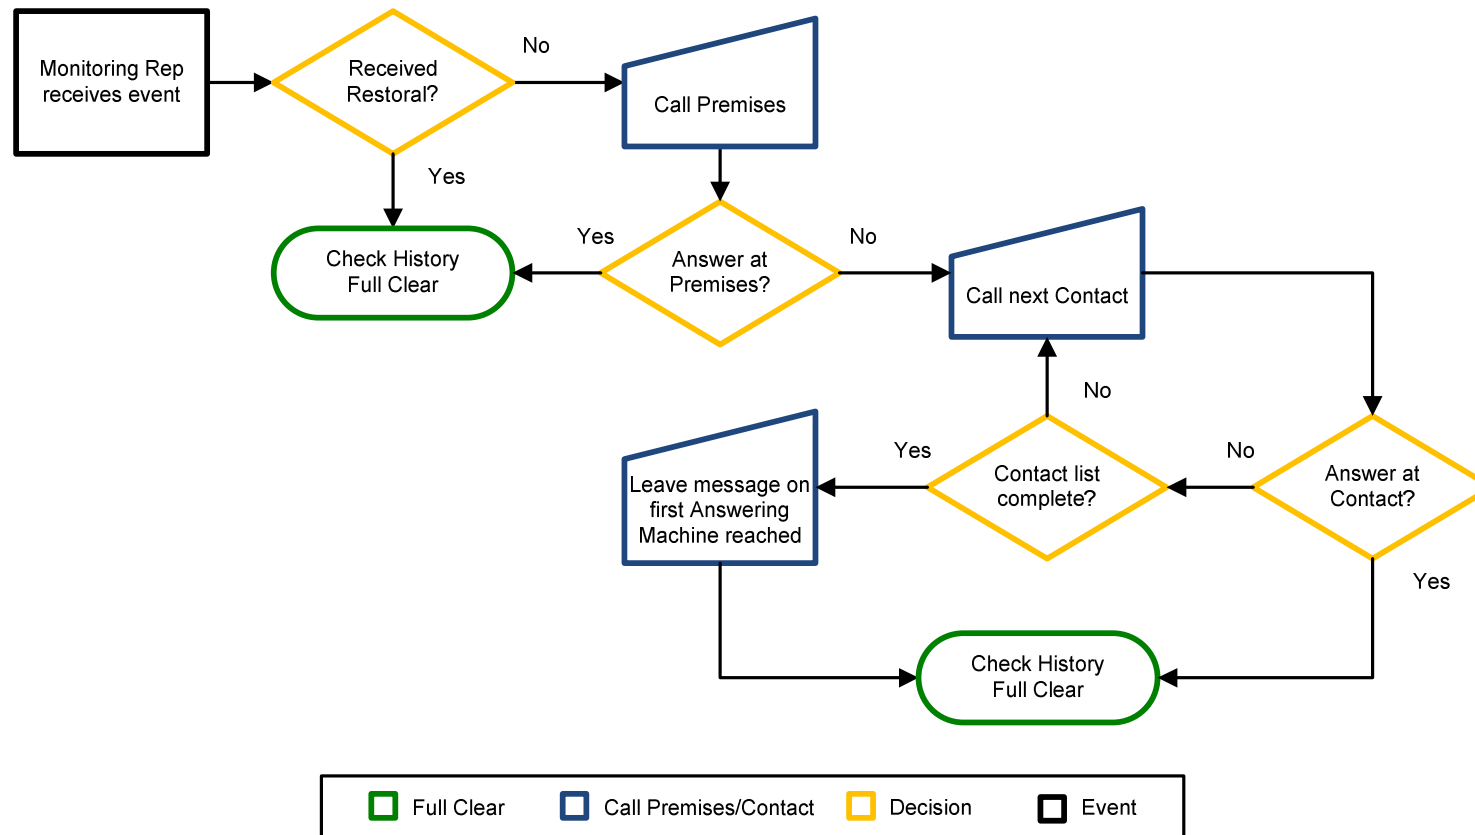 Monitoring Rep
receives event
Received
Restoral?
No
Call Premises
Yes
Check History
Full Clear
Yes
Answer at
Premises?
No
Call next Contact
No
Leave message on
first Answering
Machine reached
Yes
Contact list
complete?
No
Answer at
Contact?
Yes
Check History
Full Clear
Full Clear
Call Premises/Contact
Decision
Event